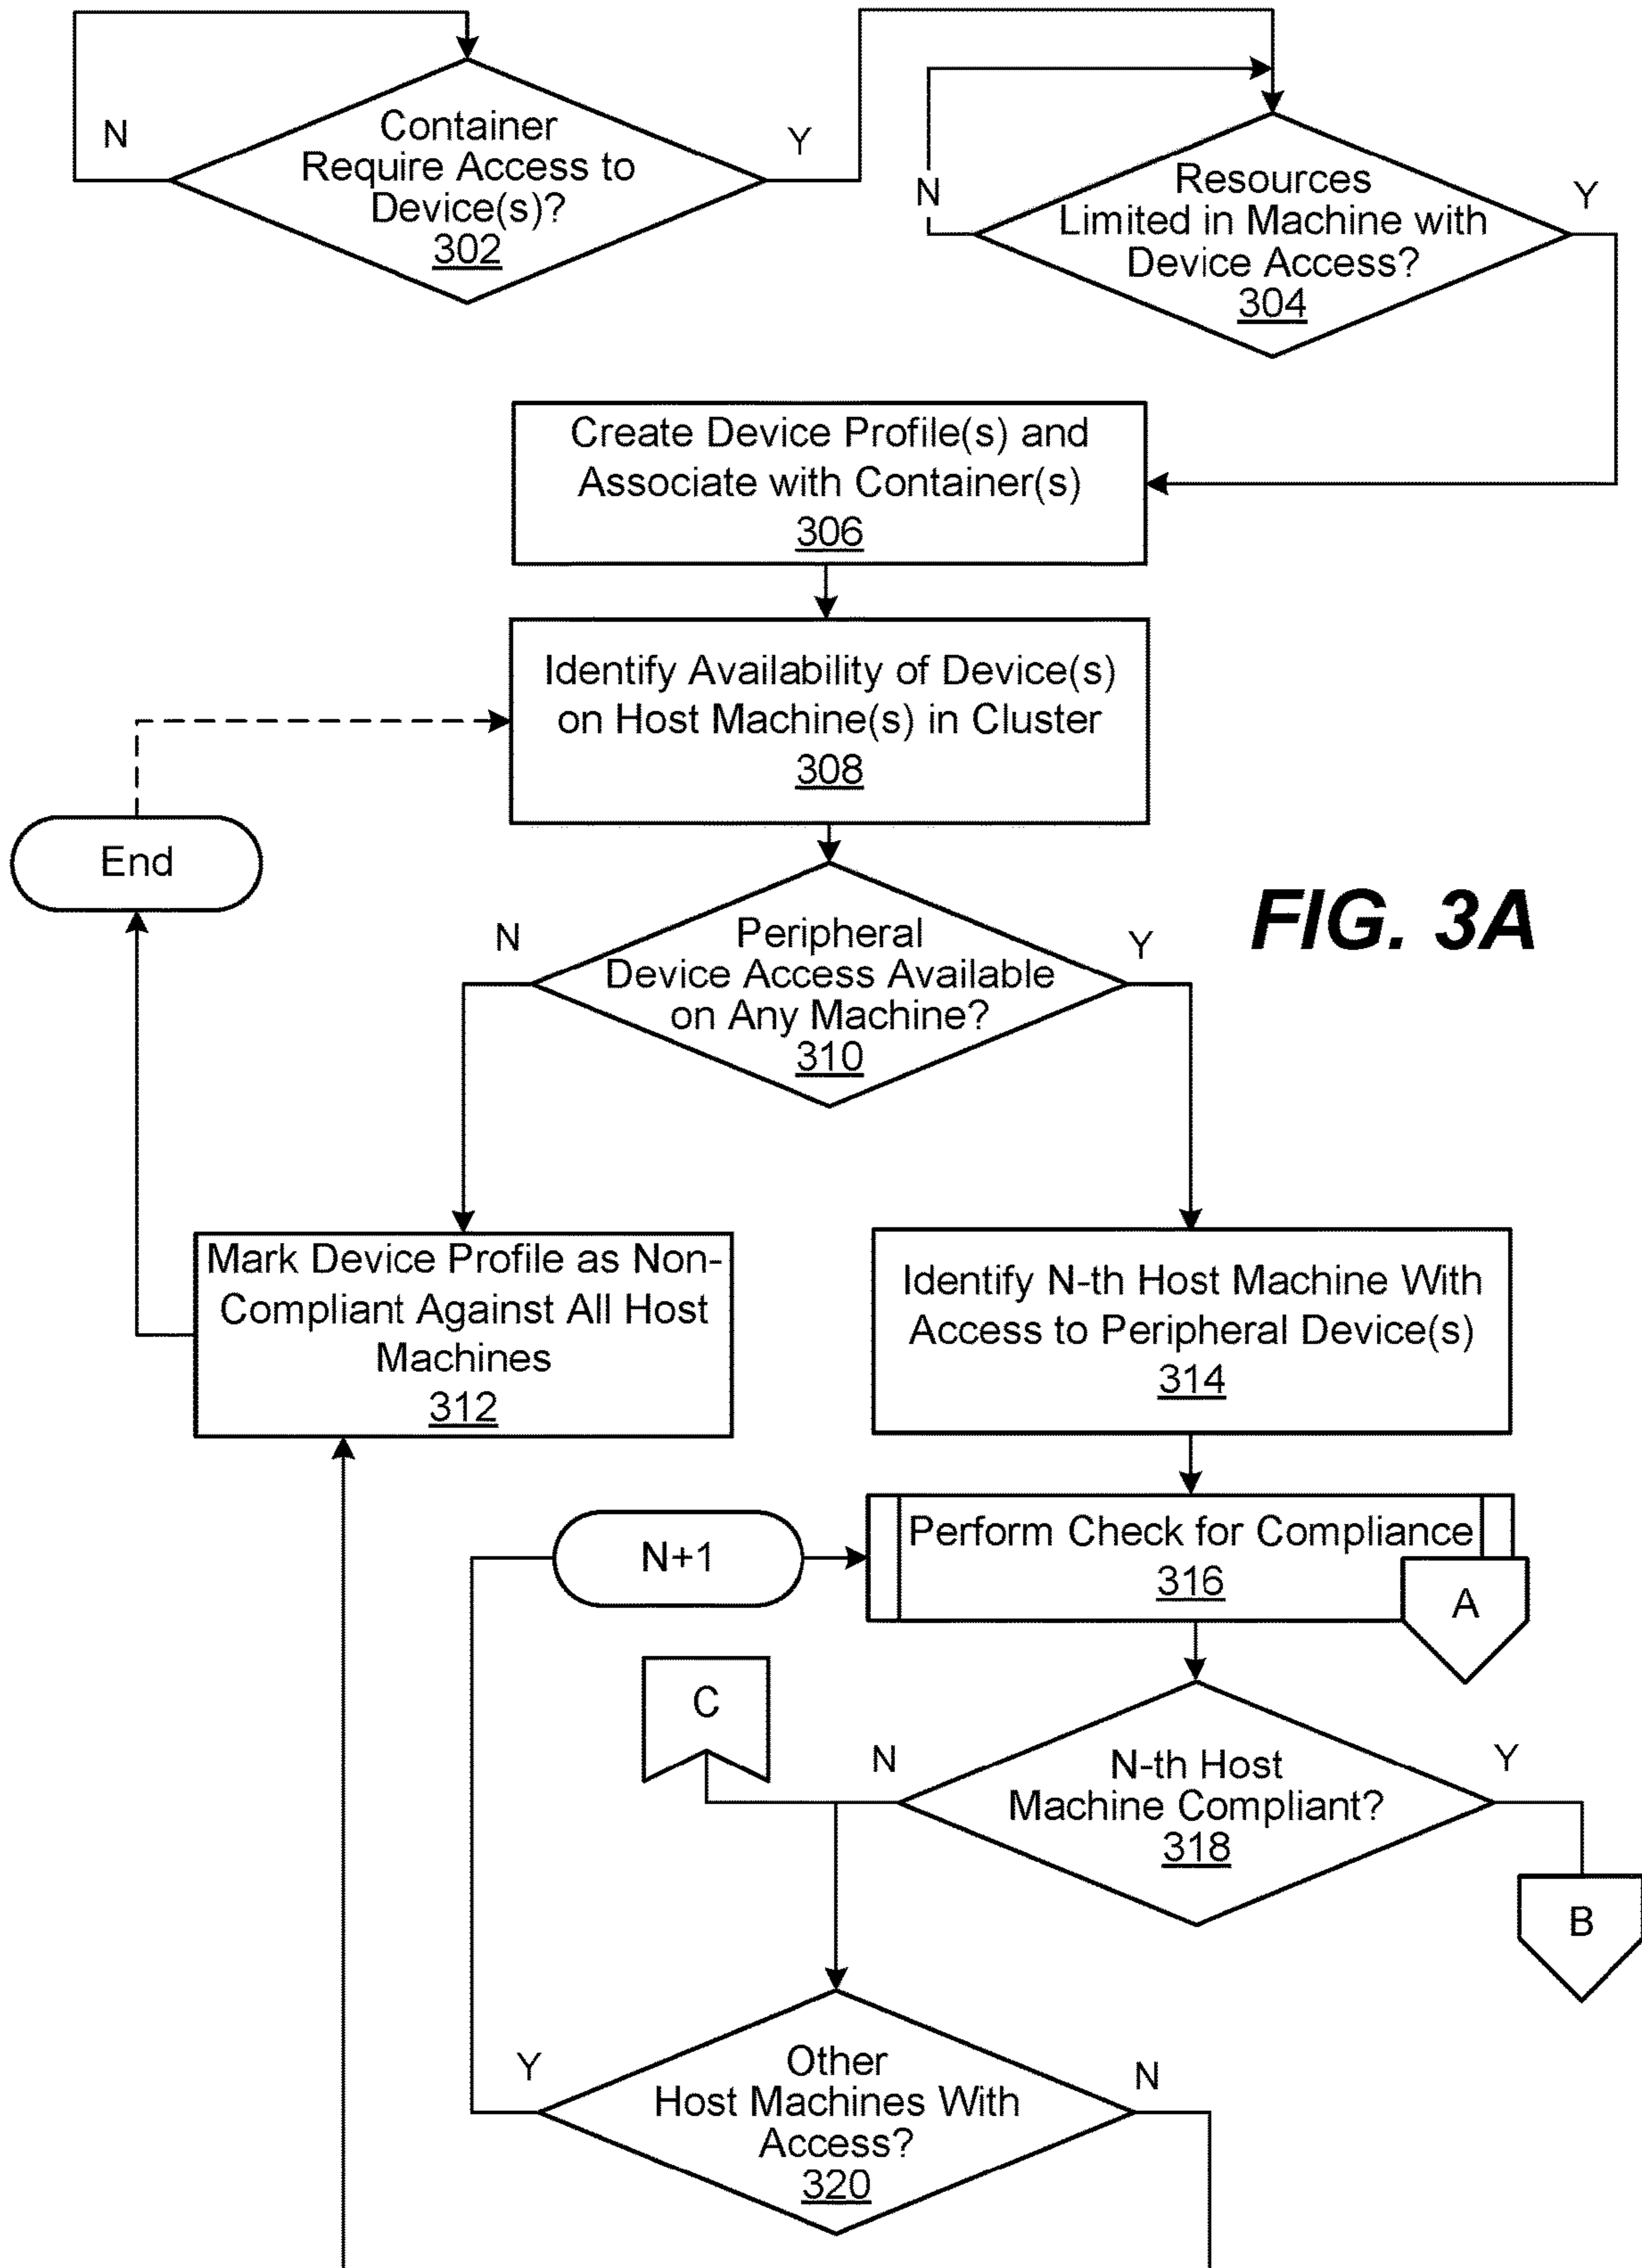 N
Container
Require Access to
Device(s)?
302
Y
N
Resources
Limited in Machine with
Device Access?
304
Y
Create Device Profile(s) and
Associate with Container(s)
306
Identify Availability of Device(s)
on Host Machine(s) in Cluster
308
End
FIG. 3A
N
Peripheral
Device Access Available
on Any Machine?
310
Y
Mark Device Profile as Non-
Compliant Against All Host
Machines
312
Identify N-th Host Machine With
Access to Peripheral Device(s)
314
N+1
Perform Check for Compliance
316
A
C
N
N-th Host
Machine Compliant?
318
Y
B
Y
Other
Host Machines With
Access?
320
N